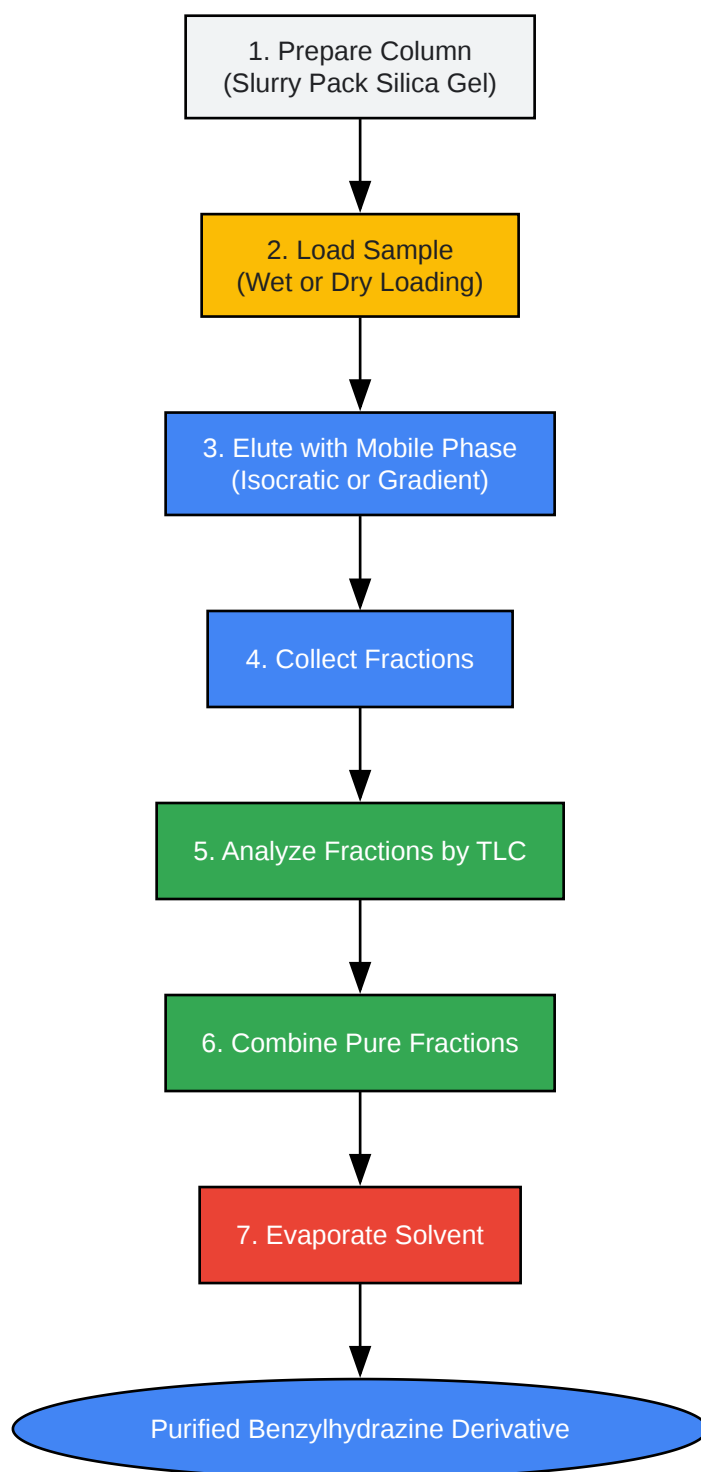 1. Prepare Column
(Slurry Pack Silica Gel)
2. Load Sample
(Wet or Dry Loading)
3. Elute with Mobile Phase
(Isocratic or Gradient)
4. Collect Fractions
5. Analyze Fractions by TLC
6. Combine Pure Fractions
7. Evaporate Solvent
Purified Benzylhydrazine Derivative